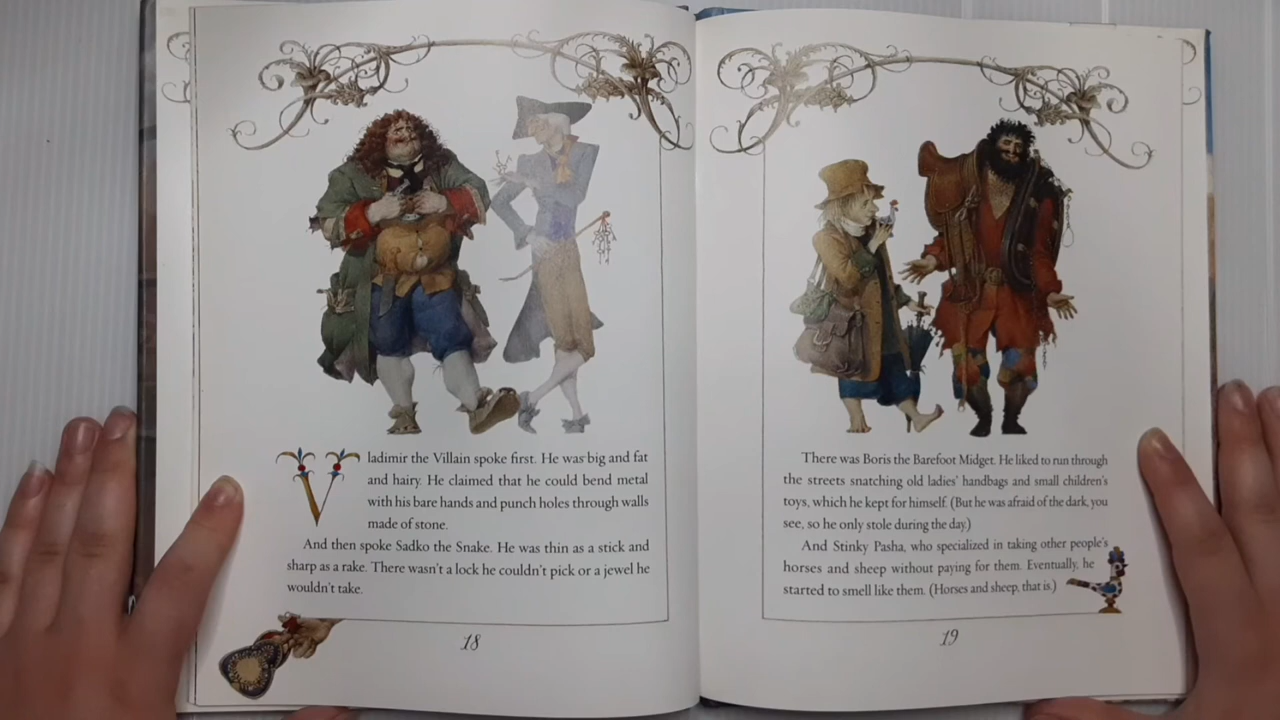 Vladimir the Villain spoke first. He was big and fat
and hairy. He claimed that he could bend metal
with his bare hands and punch holes through walls
made of stone.
And then spoke Sadko the Snake. He was thin as a stick and
sharp as a rake. There wasn't a lock he couldn't pick or a jewel he
wouldn't take.
18
There was Boris the Barefoot Midget. He liked to run through
the streets snatching old ladies' handbags and small children's
toys, which he kept for himself. (But he was afraid of the dark, you
see, so he only stole during the day.)
And Stinky Pasha, who specialized in taking other people's
horses and sheep without paying for them. Eventually, he
started to smell like them. (Horses and sheep, that is.)
19